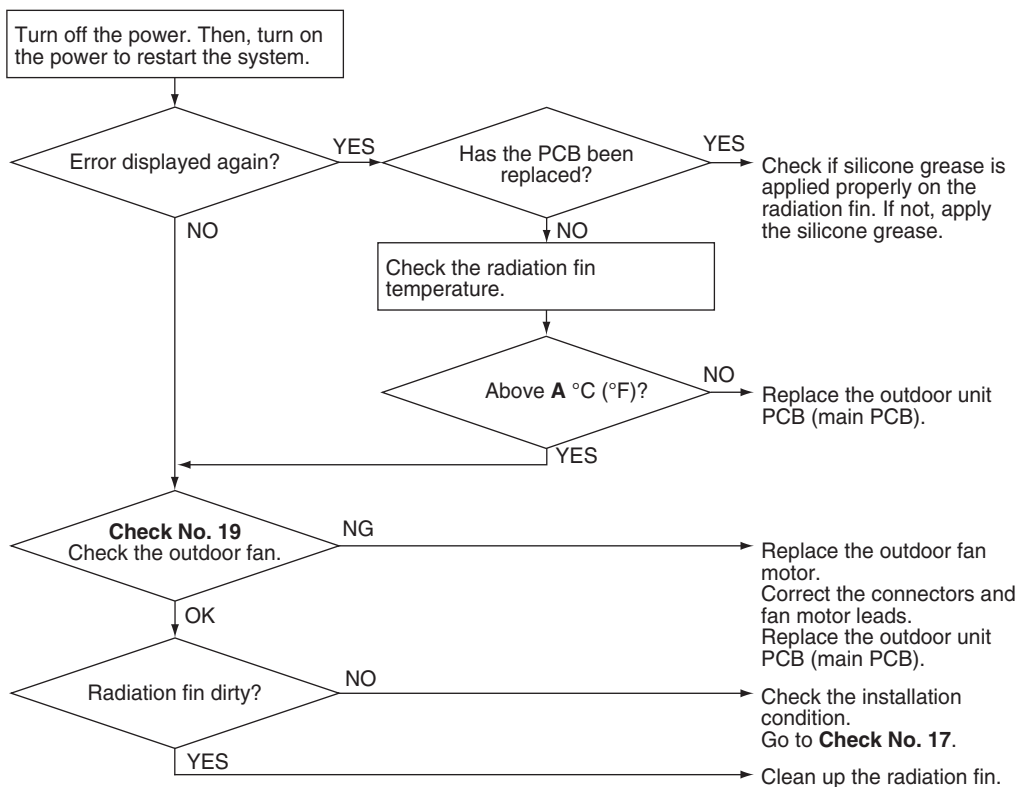 Turn off the power. Then, turn on
the power to restart the system.
Error displayed again?
YES
Has the PCB been
replaced?
YES
Check if silicone grease is
applied properly on the
radiation fin. If not, apply
the silicone grease.
NO
NO
Check the radiation fin
temperature.
Above A °C (°F)?
NO
Replace the outdoor unit
PCB (main PCB).
YES
Check No. 19
Check the outdoor fan.
NG
Replace the outdoor fan
motor.
Correct the connectors and
fan motor leads.
Replace the outdoor unit
PCB (main PCB).
OK
Radiation fin dirty?
NO
Check the installation
condition.
Go to Check No. 17.
YES
Clean up the radiation fin.